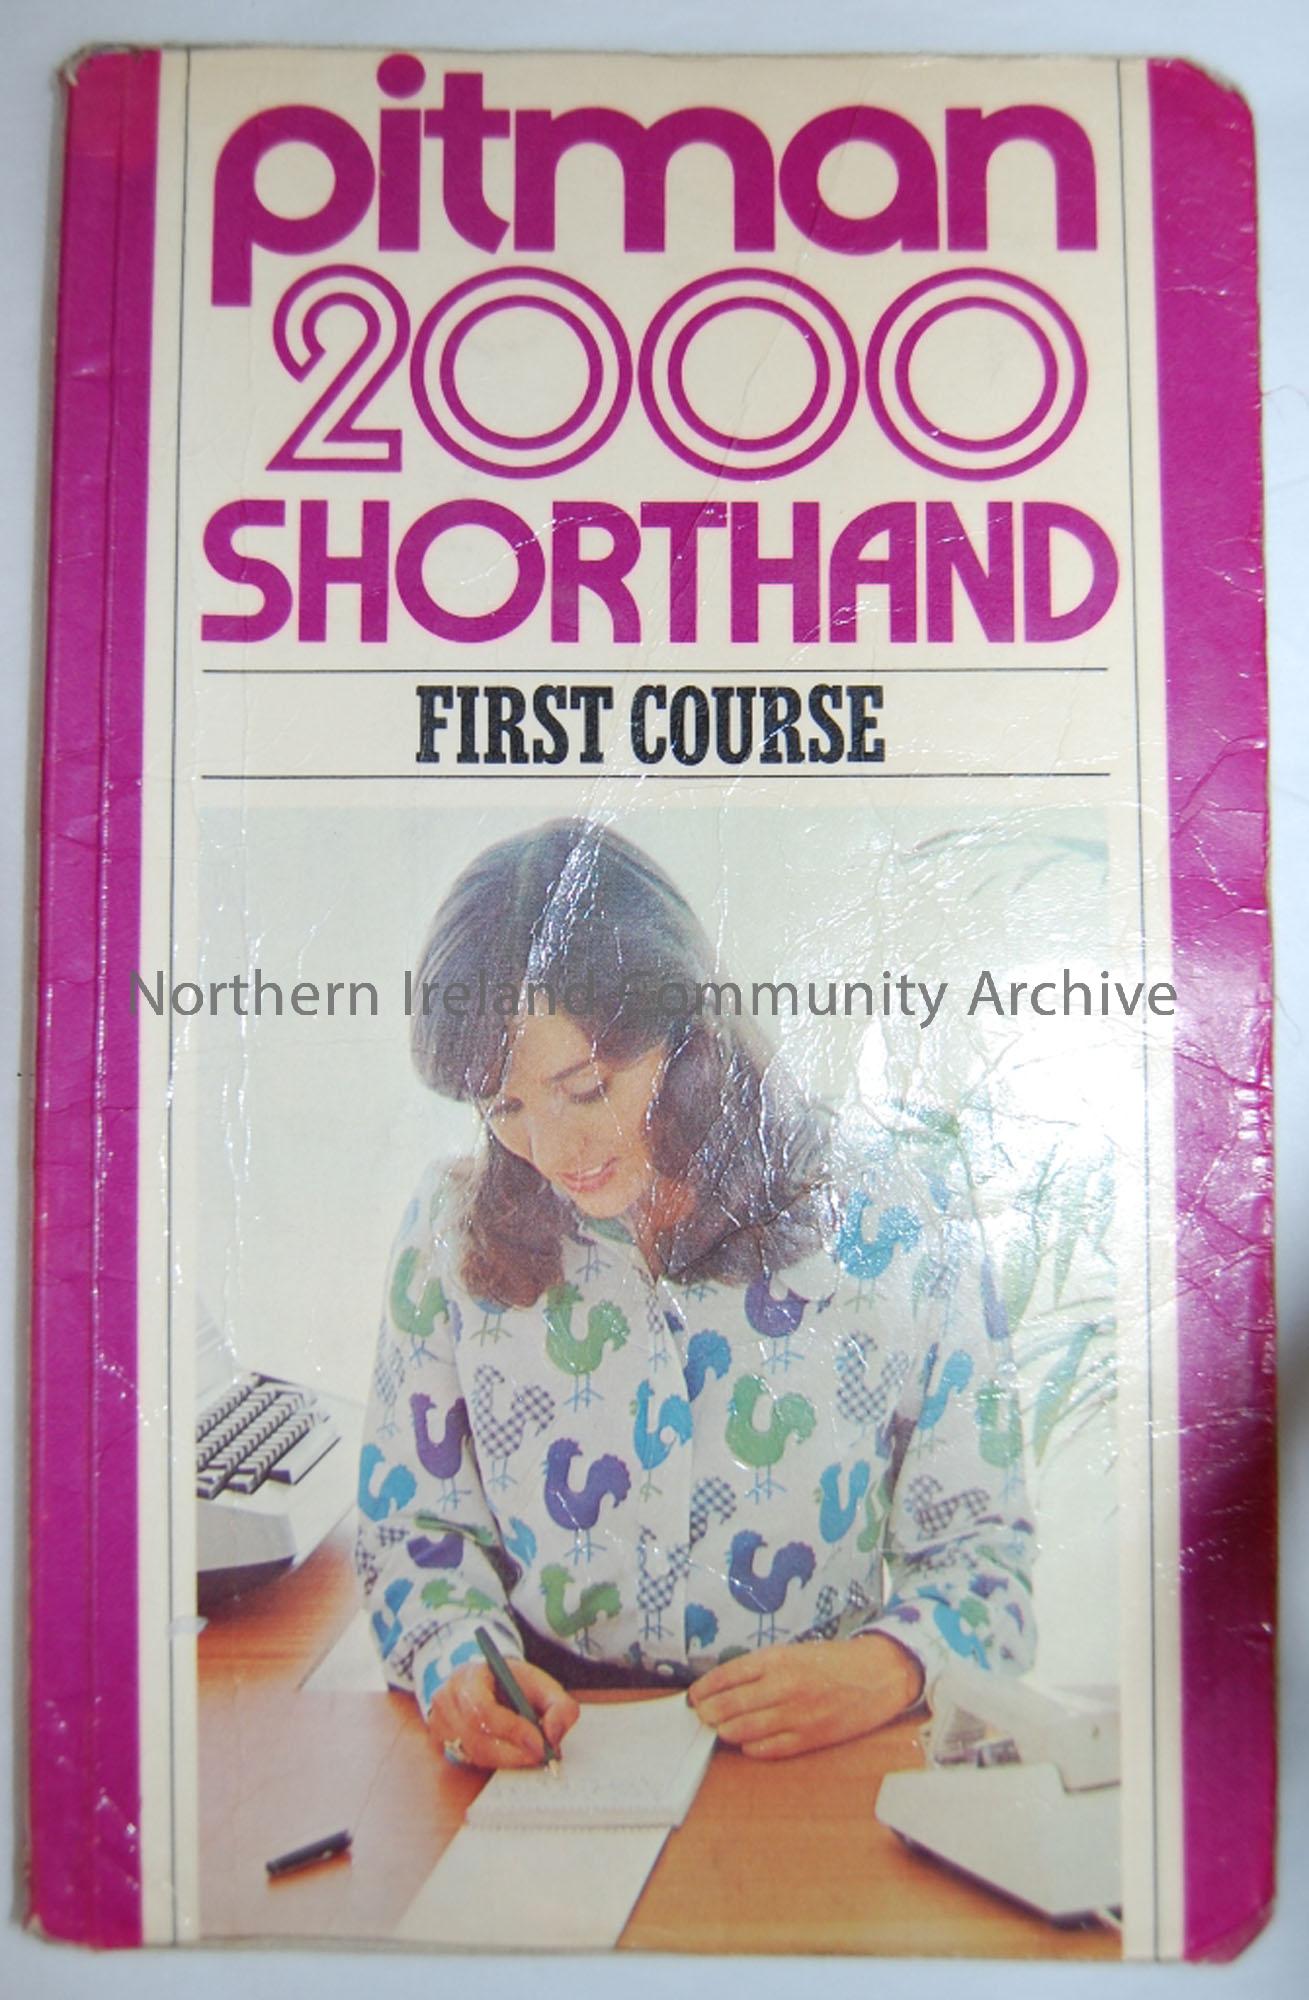 pitman
2000
SHORTHAND
FIRST COURSE
Northern Ireland Community Archive